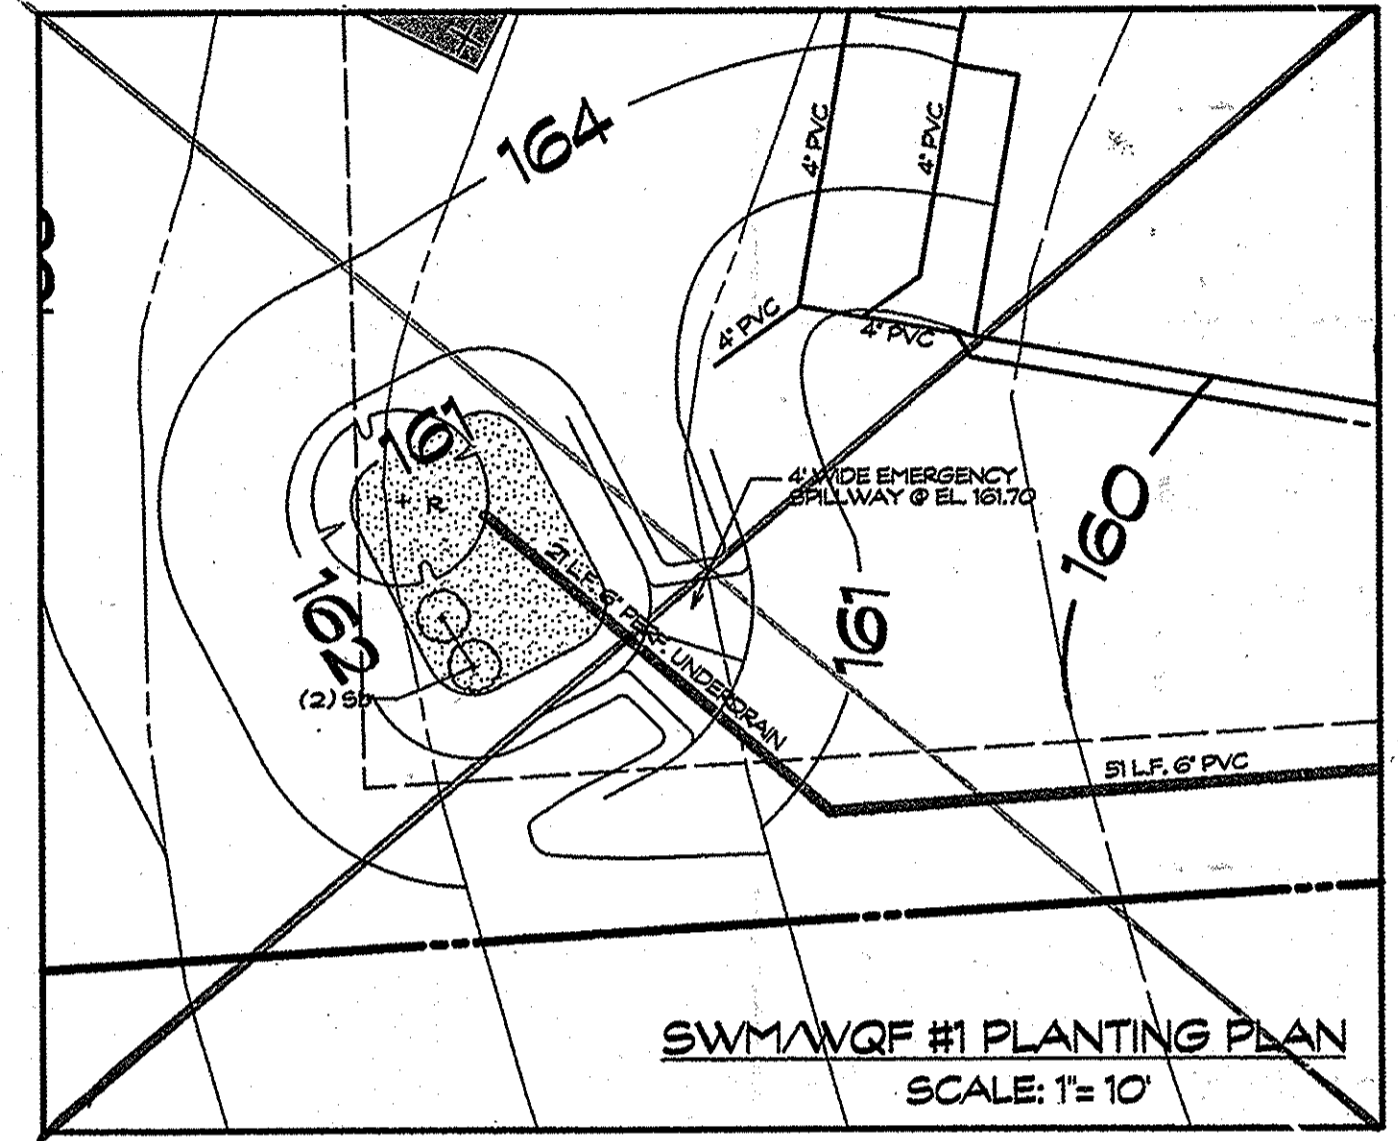 164
4" PVC
4" PVC
4" PVC
4" PVC
161
+ R
4' WIDE EMERGENCY
SPILLWAY @ EL. 161.70
160
21 L.F. 6" PERF. UNDERDRAIN
162
161
(2) Sb
51 L.F. 6" PVC
SWM/WQF #1 PLANTING PLAN
SCALE: 1"= 10'